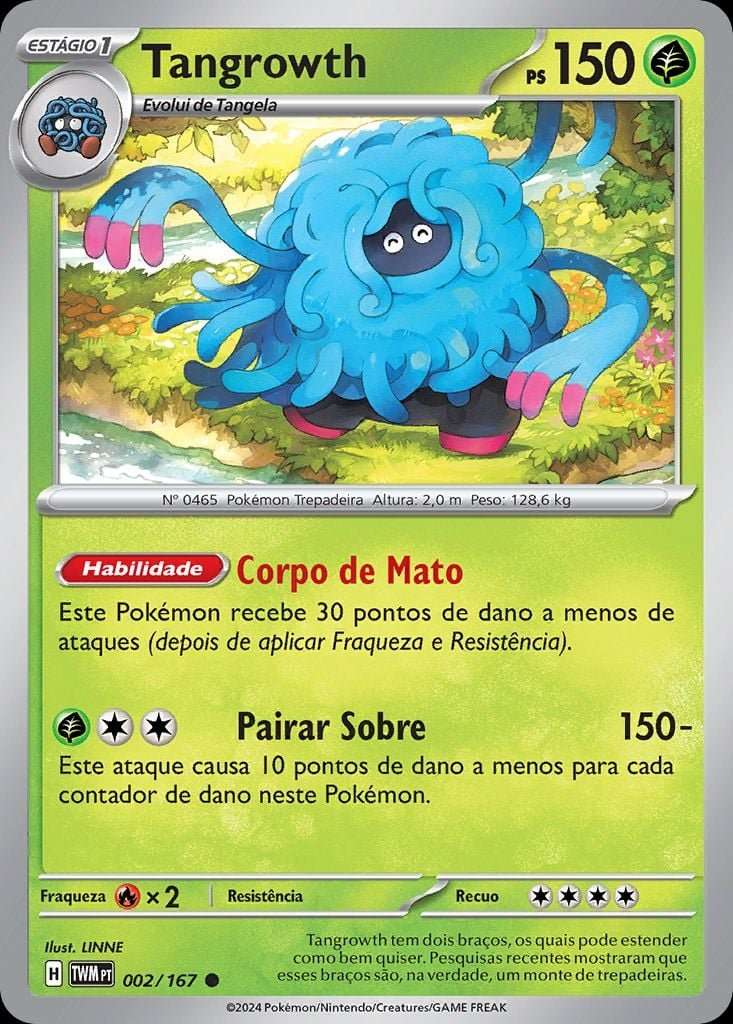 ESTÁGIO 1
Tangrowth
PS 150
Evolui de Tangela
Nº 0465 Pokémon Trepadeira Altura: 2,0 m Peso: 128,6 kg
Habilidade Corpo de Mato
Este Pokémon recebe 30 pontos de dano a menos de
ataques (depois de aplicar Fraqueza e Resistência).
Pairar Sobre 150-
Este ataque causa 10 pontos de dano a menos para cada
contador de dano neste Pokémon.
Fraqueza ×2 Resistência Recuo
Ilust. LINNE
H TWM PT 002/167
Tangrowth tem dois braços, os quais pode estender
como bem quiser. Pesquisas recentes mostraram que
esses braços são, na verdade, um monte de trepadeiras.
©2024 Pokémon/Nintendo/Creatures/GAME FREAK